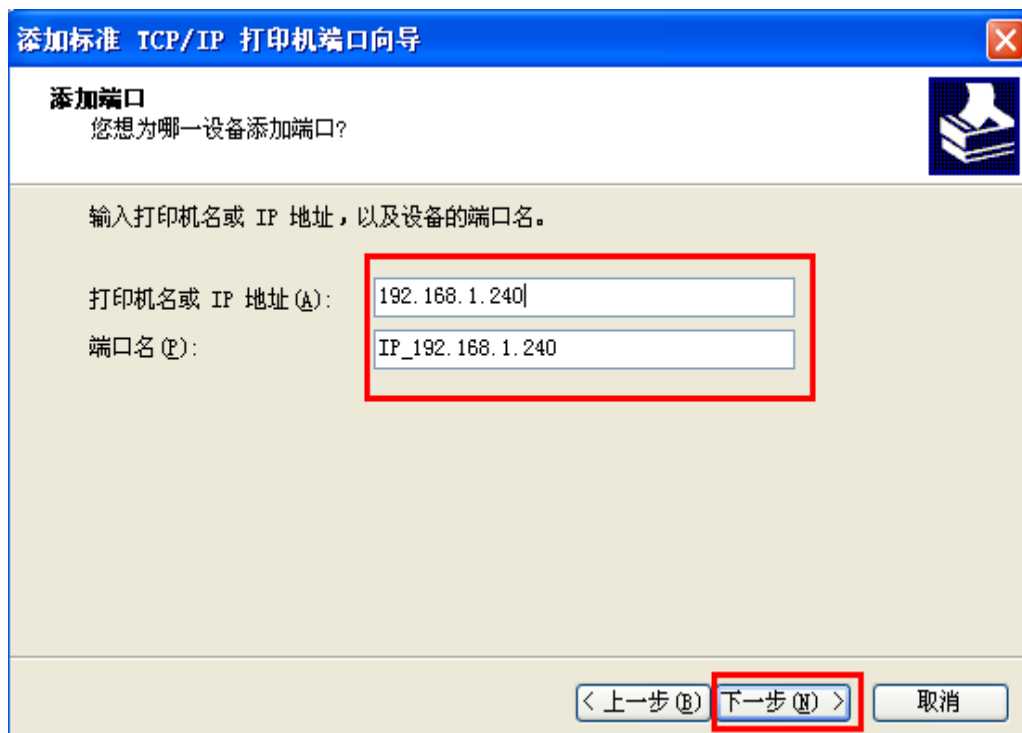 添加标准 TCP/IP 打印机端口向导
添加端口
您想为哪一设备添加端口?
输入打印机名或 IP 地址，以及设备的端口名。
打印机名或 IP 地址(A): 192.168.1.240
端口名(P): IP_192.168.1.240
< 上一步(B) 下一步(N) > 取消